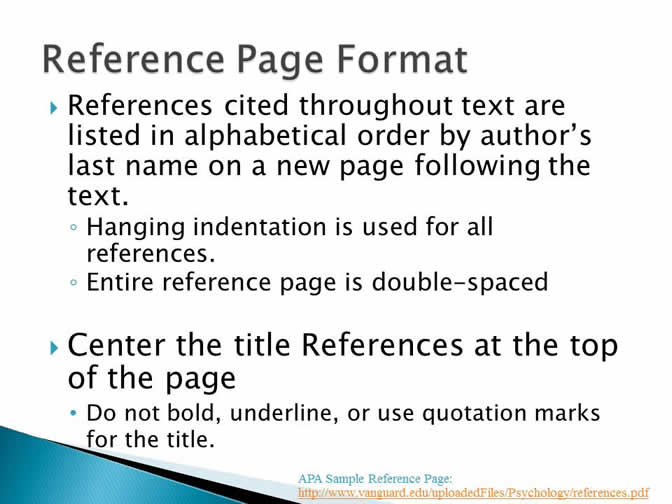 Reference Page Format
References cited throughout text are
listed in alphabetical order by author's
last name on a new page following the
text.
Hanging indentation is used for all
references.
Entire reference page is double-spaced
Center the title References at the top
of the page
Do not bold, underline, or use quotation marks
for the title.
APA Sample Reference Page:
http://www.vanguard.edu/uploadedFiles/Psychology/references.pdf